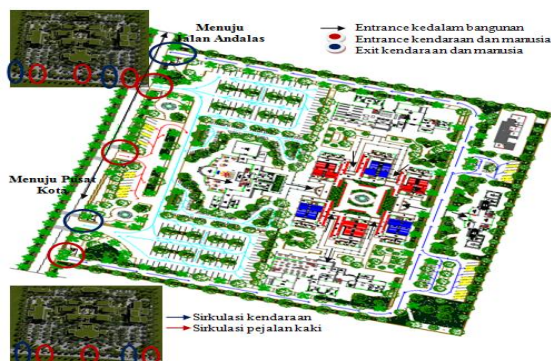 Menuju
Jalan Andalas
Entrance kedalam bangunan
Entrance kendaraan dan manusia
Exit kendaraan dan manusia
Menuju Pusat
Kota
Sirkulasi kendaraan
Sirkulasi pejalan kaki